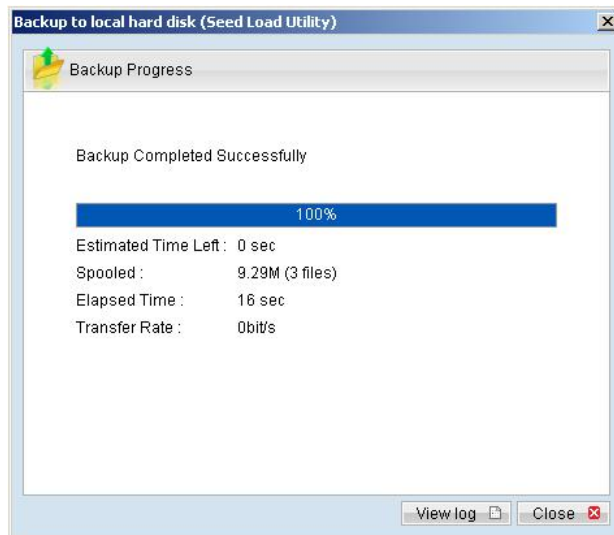 Backup to local hard disk (Seed Load Utility)
Backup Progress
Backup Completed Successfully
100%
Estimated Time Left : 0 sec
Spooled : 9.29M (3 files)
Elapsed Time : 16 sec
Transfer Rate : 0bit/s
View log Close